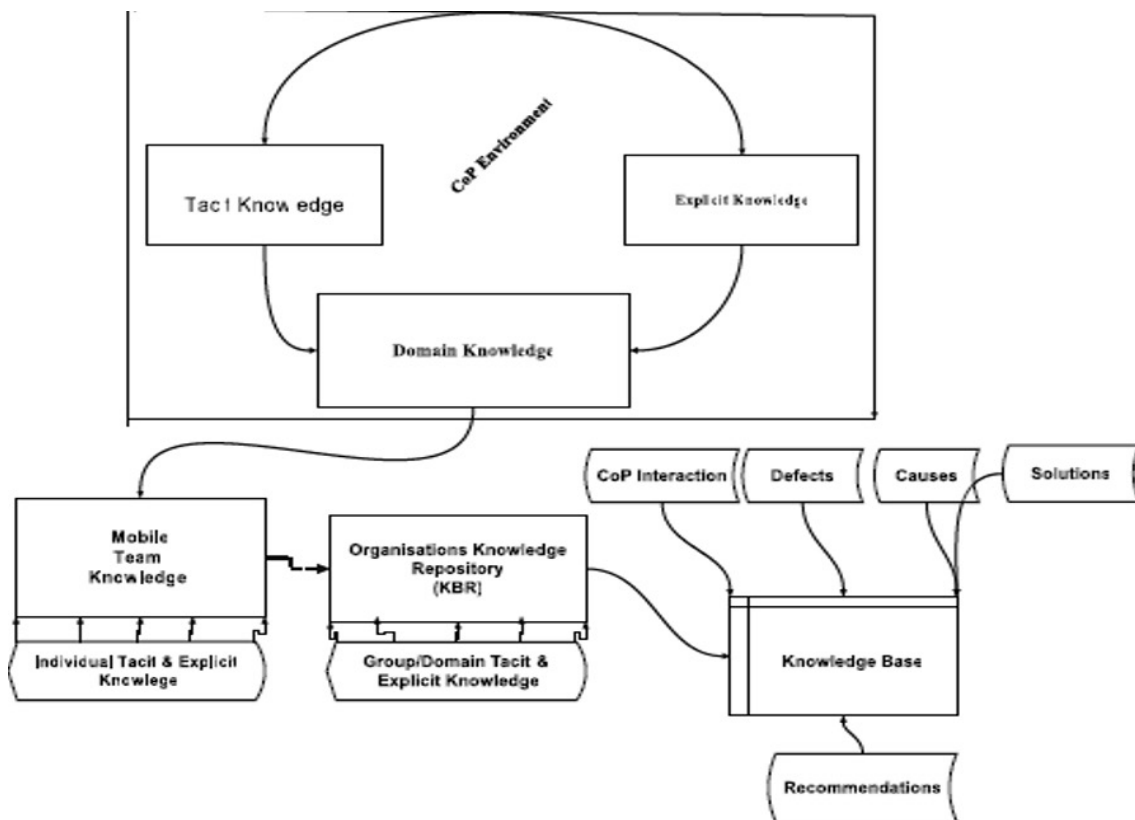 CoP Environment
Tact Know edge
Explicit Knowledge
Domain Knowledge
CoP Interaction
Defects
Causes
Solutions
Mobile
Team
Knowledge
Organisations Knowledge
Repository
(KBR)
Individual Tacit & Explicit
Knowlege
Group/Domain Tacit &
Explicit Knowledge
Knowledge Base
Recommendations